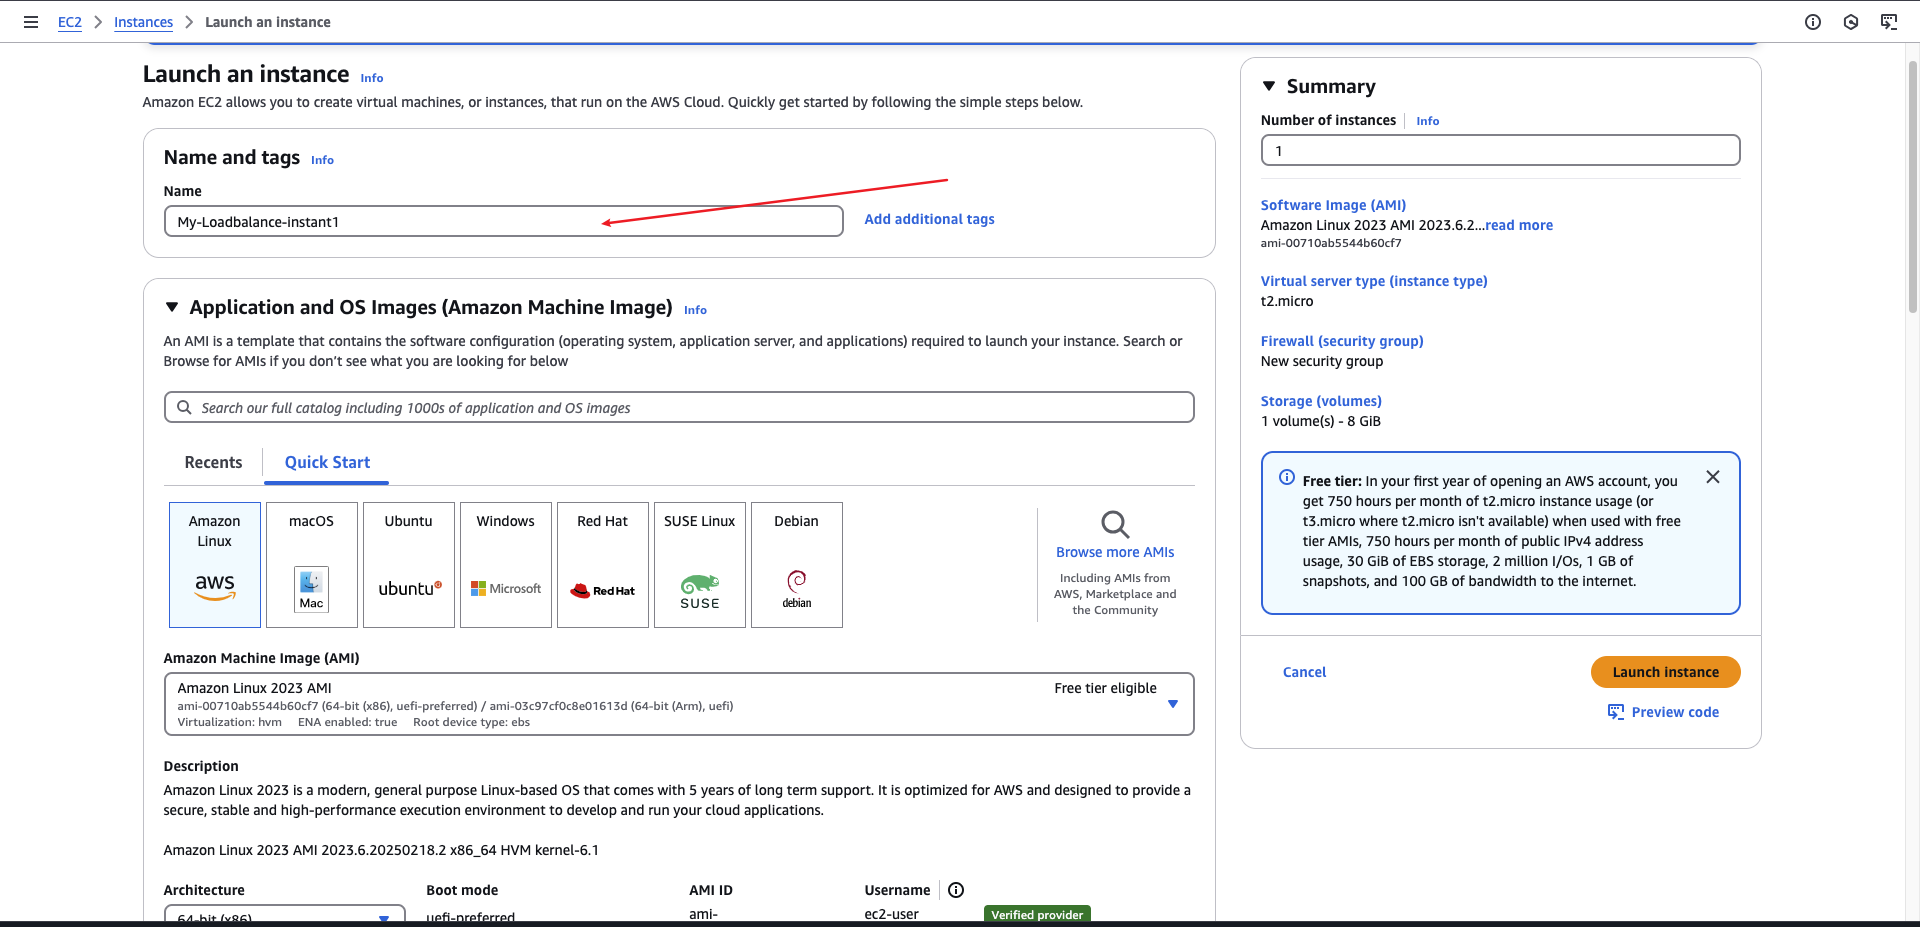 EC2 > Instances > Launch an instance
Launch an instance Info
Amazon EC2 allows you to create virtual machines, or instances, that run on the AWS Cloud. Quickly get started by following the simple steps below.
Name and tags Info
Name
My-Loadbalance-instant1
Add additional tags
Application and OS Images (Amazon Machine Image) Info
An AMI is a template that contains the software configuration (operating system, application server, and applications) required to launch your instance. Search or
Browse for AMIs if you don’t see what you are looking for below
Search our full catalog including 1000s of application and OS images
Recents
Quick Start
Amazon
Linux
aws
macOS
Mac
Ubuntu
ubuntu
Windows
Microsoft
Red Hat
Red Hat
SUSE Linux
SUSE
Debian
debian
Browse more AMIs
Including AMIs from
AWS, Marketplace and
the Community
Amazon Machine Image (AMI)
Amazon Linux 2023 AMI
Free tier eligible
ami-00710ab5544b60cf7 (64-bit (x86), uefi-preferred) / ami-03c97cf0c8e01613d (64-bit (Arm), uefi)
Virtualization: hvm ENA enabled: true Root device type: ebs
Description
Amazon Linux 2023 is a modern, general purpose Linux-based OS that comes with 5 years of long term support. It is optimized for AWS and designed to provide a
secure, stable and high-performance execution environment to develop and run your cloud applications.
Amazon Linux 2023 AMI 2023.6.20250218.2 x86_64 HVM kernel-6.1
Architecture
64-bit (x86)
Boot mode
uefi-preferred
AMI ID
ami-
Username
ec2-user
Verified provider
Summary
Number of instances Info
1
Software Image (AMI)
Amazon Linux 2023 AMI 2023.6.2...read more
ami-00710ab5544b60cf7
Virtual server type (instance type)
t2.micro
Firewall (security group)
New security group
Storage (volumes)
1 volume(s) - 8 GiB
Free tier: In your first year of opening an AWS account, you
get 750 hours per month of t2.micro instance usage (or
t3.micro where t2.micro isn't available) when used with free
tier AMIs, 750 hours per month of public IPv4 address
usage, 30 GiB of EBS storage, 2 million I/Os, 1 GB of
snapshots, and 100 GB of bandwidth to the internet.
Cancel
Launch instance
Preview code